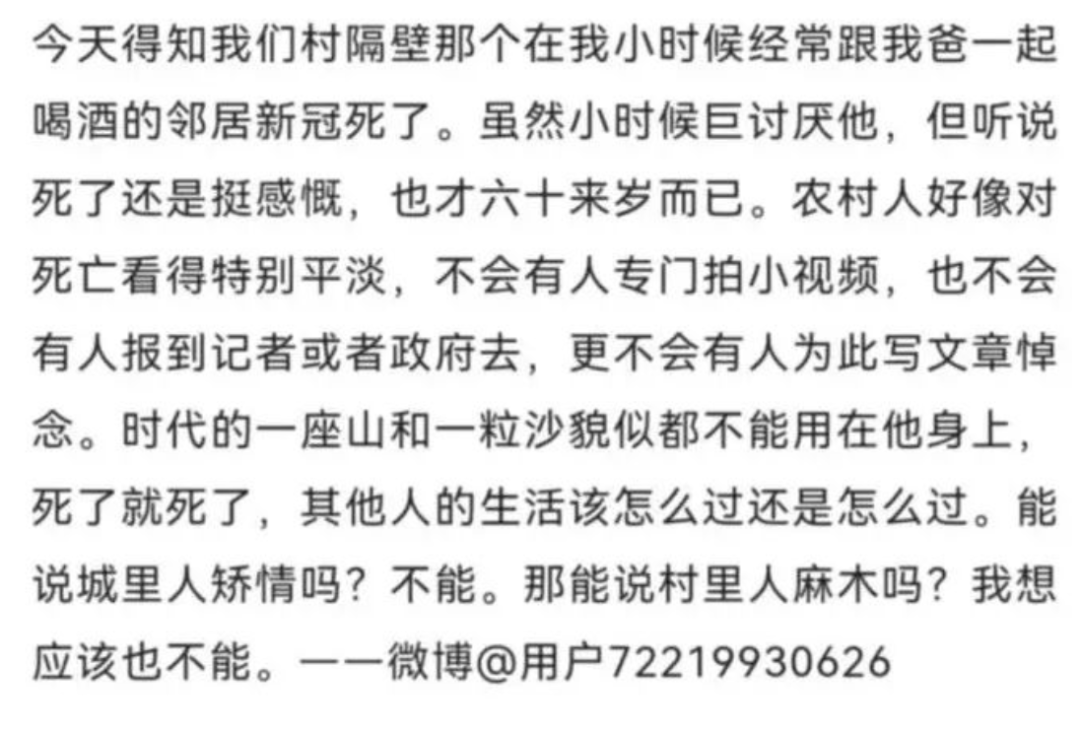 今天得知我们村隔壁那个在我小时候经常跟我爸一起
喝酒的邻居新冠死了。虽然小时候巨讨厌他，但听说
死了还是挺感慨，也才六十来岁而已。农村人好像对
死亡看得特别平淡，不会有人专门拍小视频，也不会
有人报到记者或者政府去，更不会有人为此写文章悼
念。时代的一座山和一粒沙貌似都不能用在他身上，
死了就死了，其他人的生活该怎么过还是怎么过。能
说城里人矫情吗？不能。那能说村里人麻木吗？我想
应该也不能。一一微博@用户72219930626